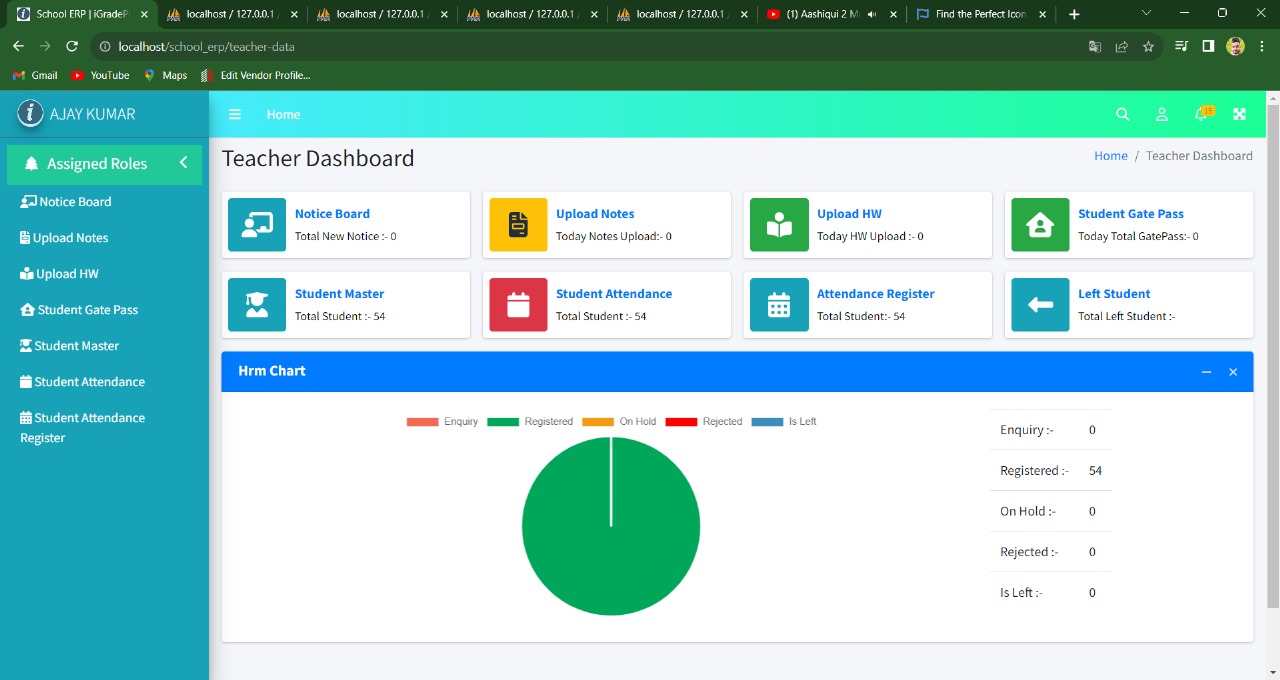 School ERP | iGradeP
localhost / 127.0.0.1
localhost / 127.0.0.1
localhost / 127.0.0.1
localhost / 127.0.0.1
(1) Aashiqui 2 M
Find the Perfect Icon
localhost/school_erp/teacher-data
Gmail
YouTube
Maps
Edit Vendor Profile...
AJAY KUMAR
Home
15
Assigned Roles
Notice Board
Upload Notes
Upload HW
Student Gate Pass
Student Master
Student Attendance
Student Attendance
Register
Teacher Dashboard
Home / Teacher Dashboard
Notice Board
Total New Notice :- 0
Upload Notes
Today Notes Upload:- 0
Upload HW
Today HW Upload :- 0
Student Gate Pass
Today Total GatePass:- 0
Student Master
Total Student :- 54
Student Attendance
Total Student :- 54
Attendance Register
Total Student:- 54
Left Student
Total Left Student :-
Hrm Chart
Enquiry
Registered
On Hold
Rejected
Is Left
Enquiry :- 0
Registered :- 54
On Hold :- 0
Rejected :- 0
Is Left :- 0